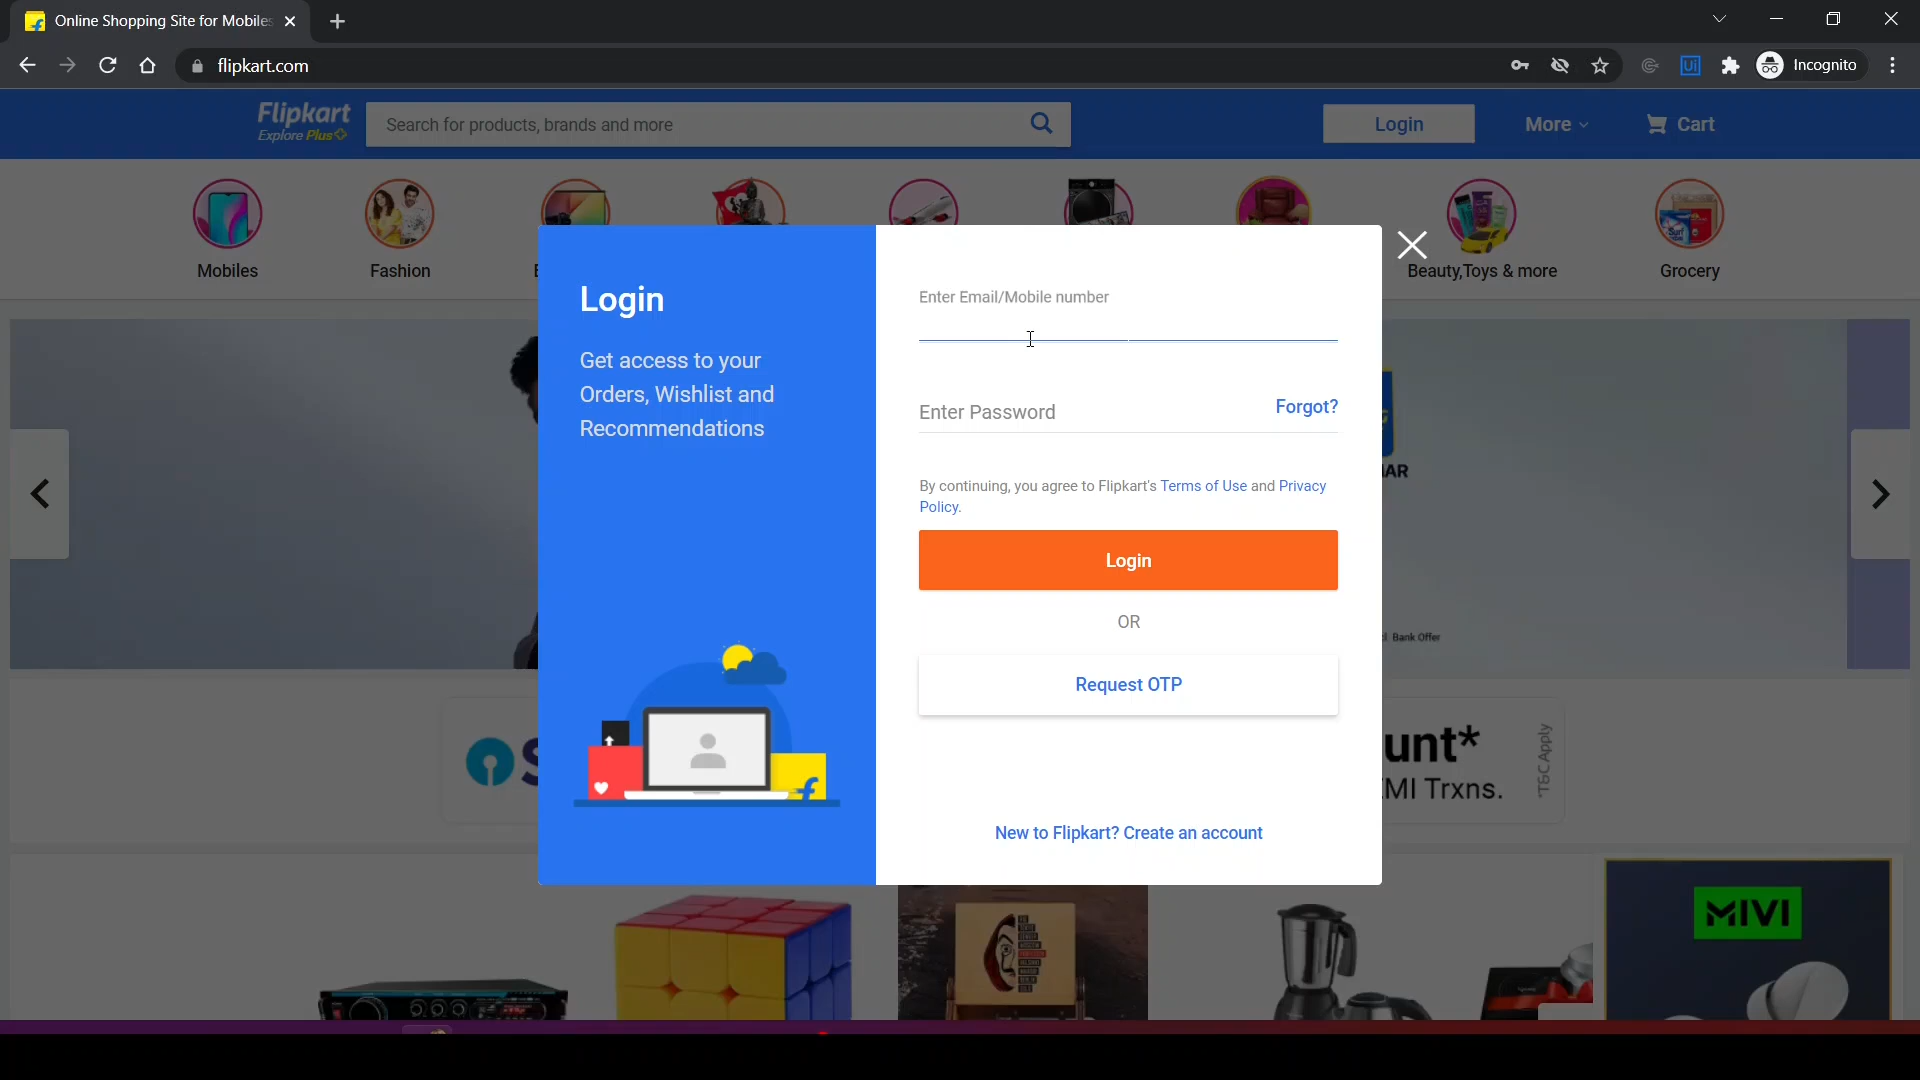 Online Shopping Site for Mobiles
flipkart.com
Ui
Incognito
Flipkart
Explore Plus
Search for products, brands and more
Login
More
Cart
Mobiles
Fashion
Beauty,Toys & more
Grocery
Login
Get access to your
Orders, Wishlist and
Recommendations
Enter Email/Mobile number
Enter Password
Forgot?
By continuing, you agree to Flipkart's Terms of Use and Privacy
Policy.
Login
OR
Request OTP
New to Flipkart? Create an account
AR
Bank Offer
S
unt*
EMI Trxns.
*T&C Apply
MIVI